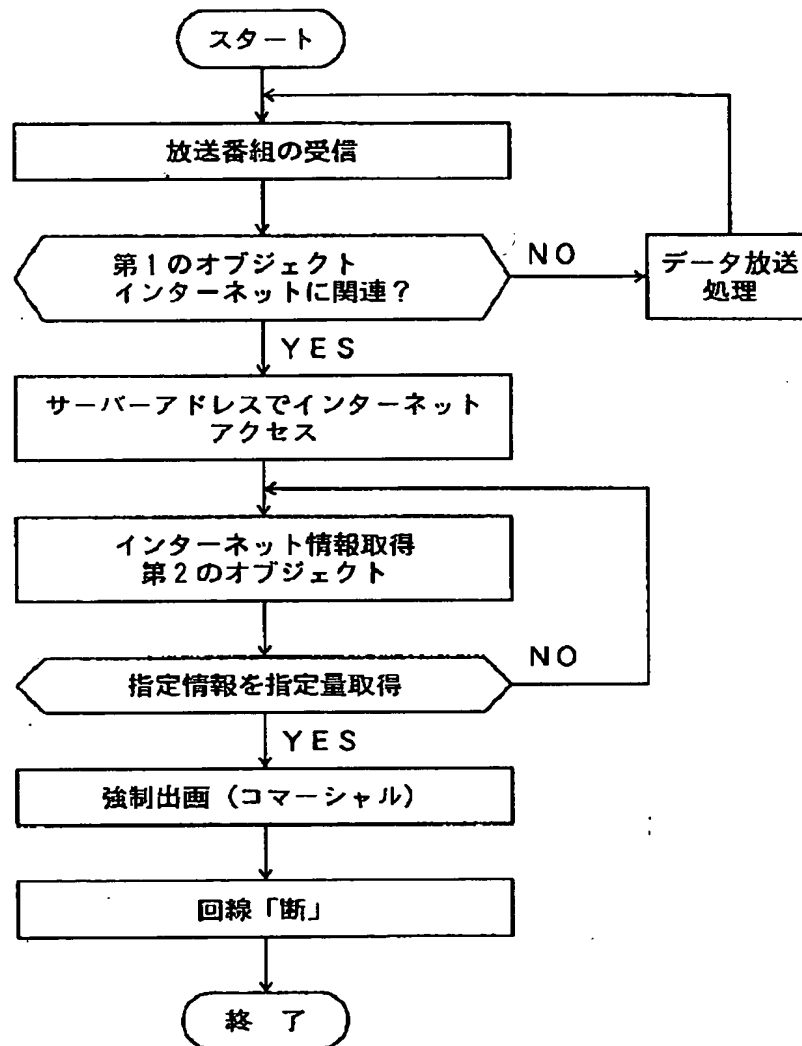 スタート
放送番組の受信
第1のオブジェクト
インターネットに関連?
NO
データ放送
処理
YES
サーバーアドレスでインターネット
アクセス
インターネット情報取得
第2のオブジェクト
指定情報を指定量取得
NO
YES
強制出画(コマーシャル)
回線「断」
終 了